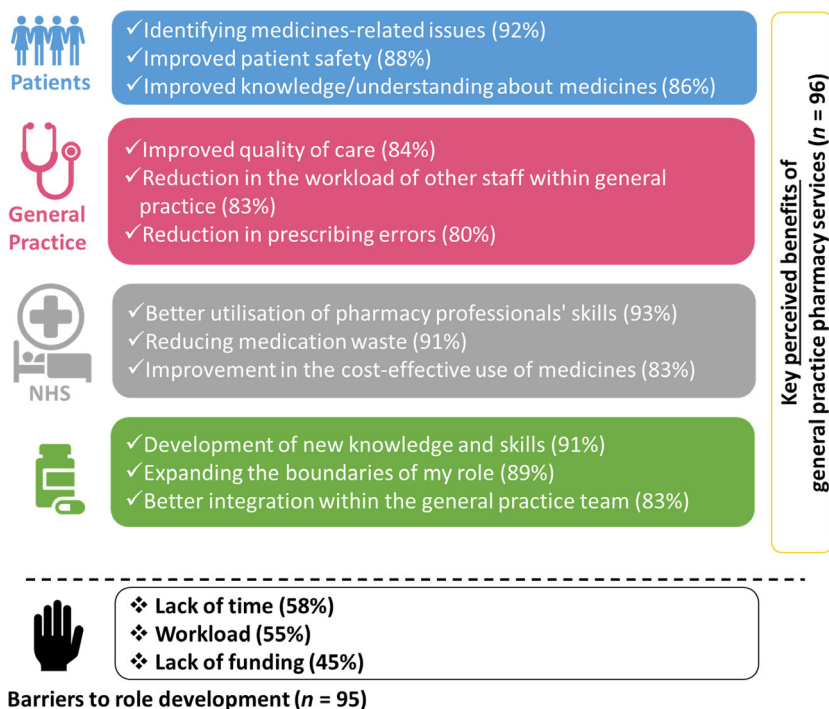 Patients
✓Identifying medicines-related issues (92%)
✓Improved patient safety (88%)
✓Improved knowledge/understanding about medicines (86%)
General
Practice
✓Improved quality of care (84%)
✓Reduction in the workload of other staff within general
practice (83%)
✓Reduction in prescribing errors (80%)
NHS
✓Better utilisation of pharmacy professionals' skills (93%)
✓Reducing medication waste (91%)
✓Improvement in the cost-effective use of medicines (83%)
✓Development of new knowledge and skills (91%)
✓Expanding the boundaries of my role (89%)
✓Better integration within the general practice team (83%)
Key perceived benefits of
general practice pharmacy services (n = 96)
❖ Lack of time (58%)
❖ Workload (55%)
❖ Lack of funding (45%)
Barriers to role development (n = 95)